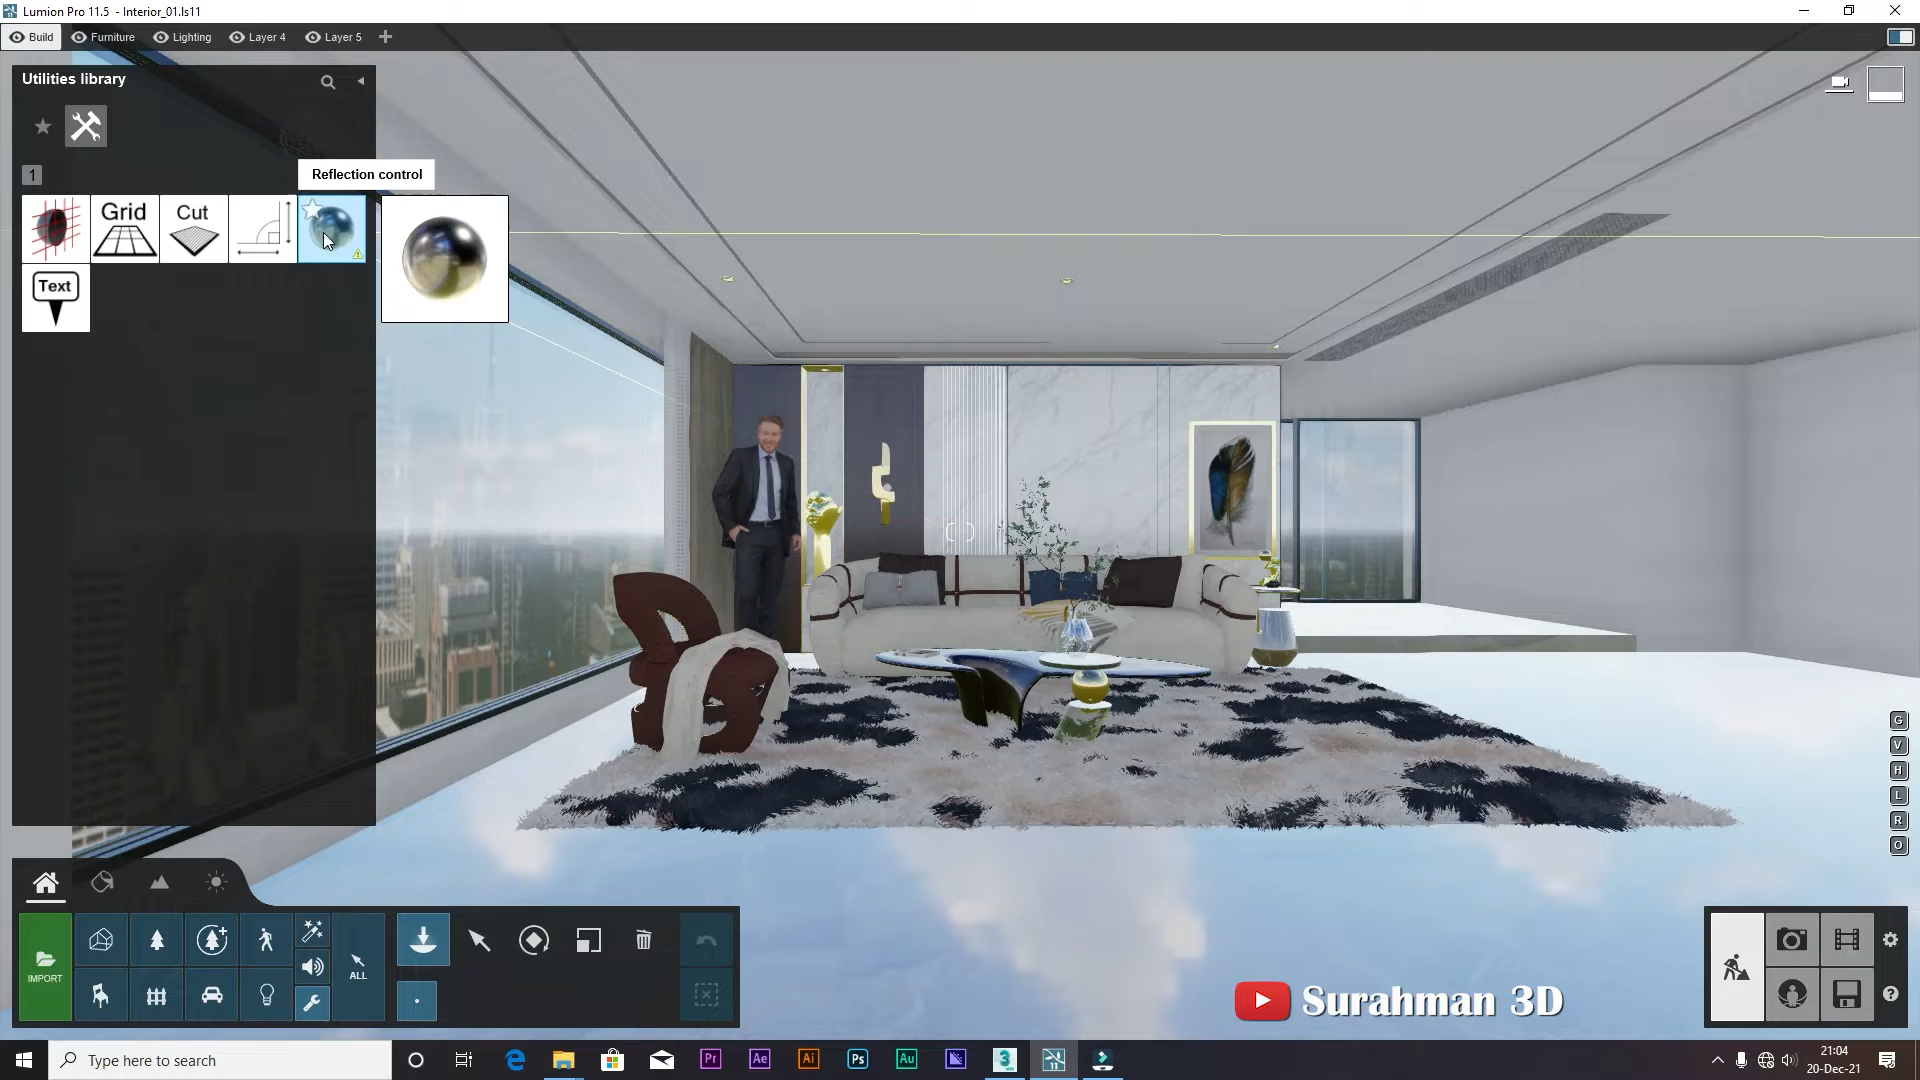 Lumion Pro 11.5 - Interior_01.ls11
Build
Furniture
Lighting
Layer 4
Layer 5
Utilities library
1
Reflection control
Grid
Cut
Text
G
V
H
L
R
O
IMPORT
ALL
Surahman 3D
Type here to search
Pr
Ae
Ai
Ps
Au
3
11
21:04
20-Dec-21